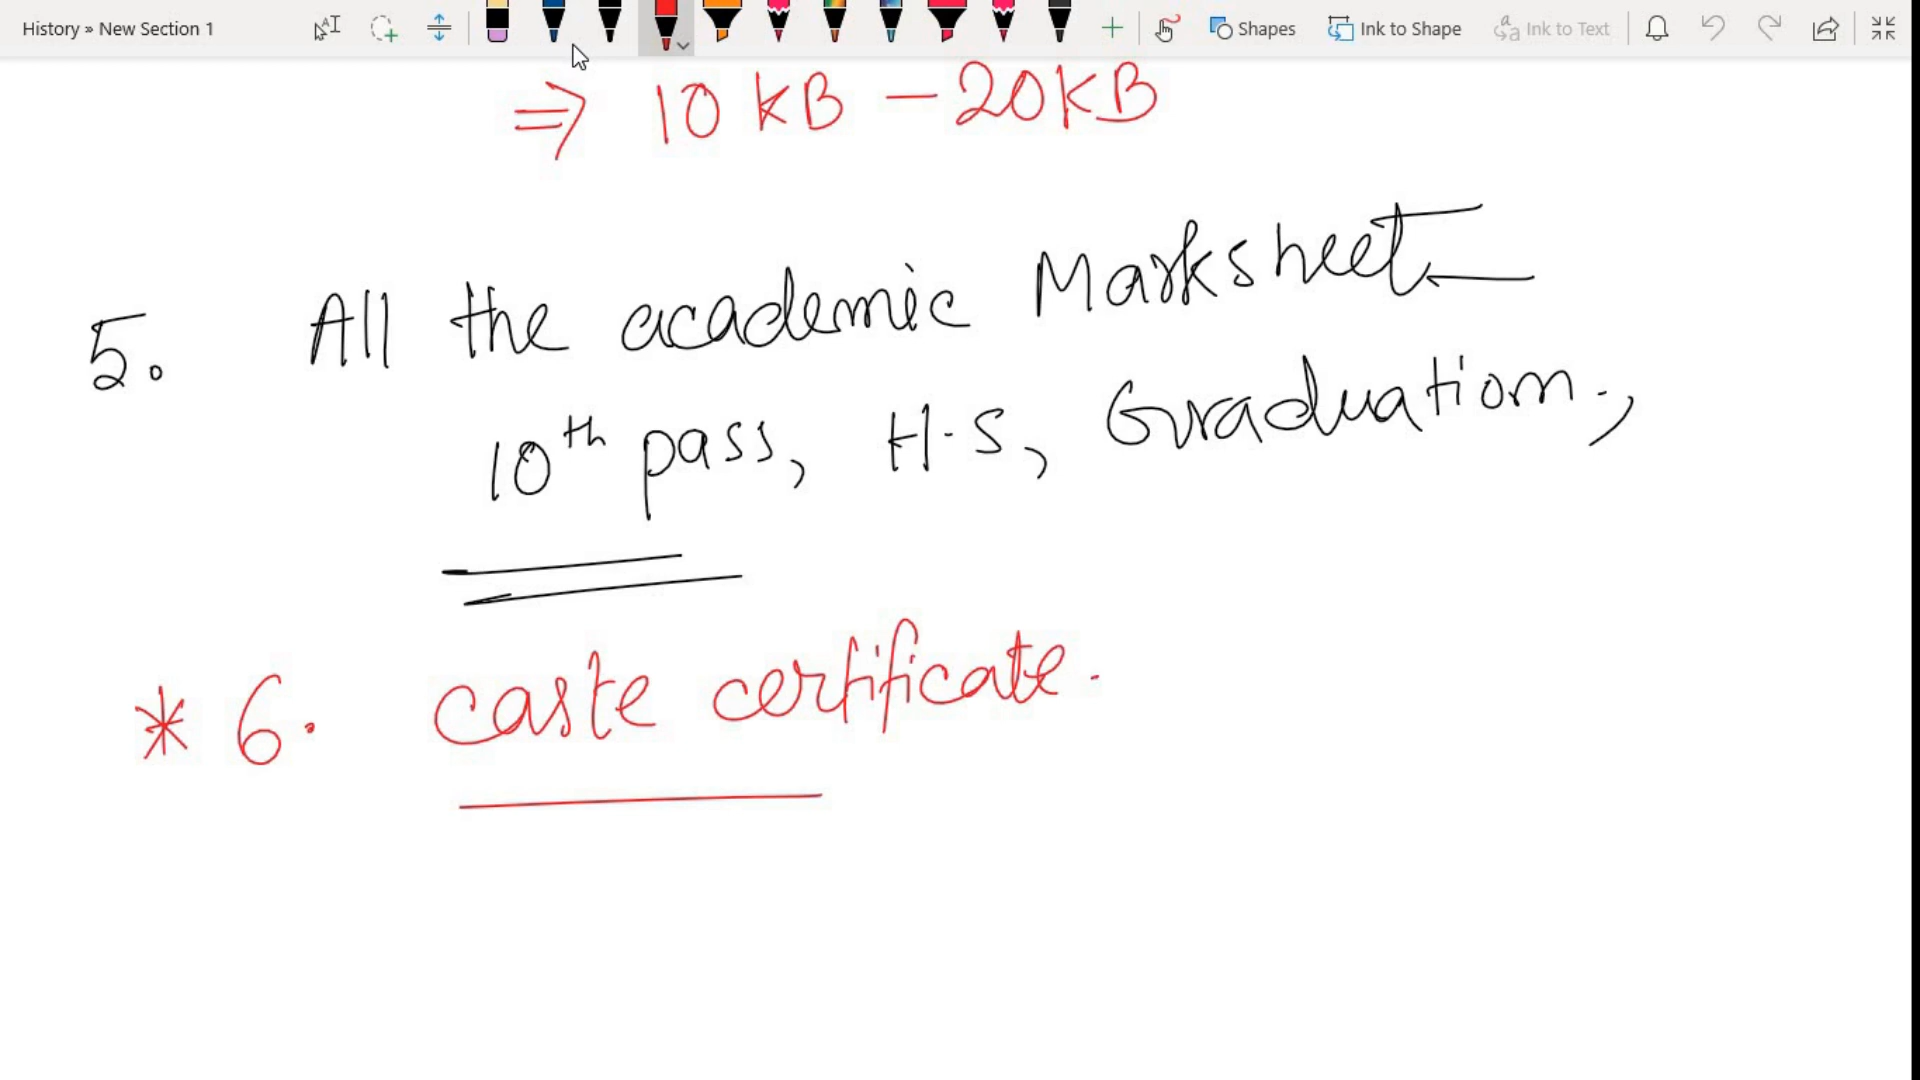 History » New Section 1 Shapes Ink to Shape Ink to Text
⇒ 10 KB - 20KB
5. All the academic Marksheet
10th pass, H.S, Graduation.,
* 6. caste certificate.